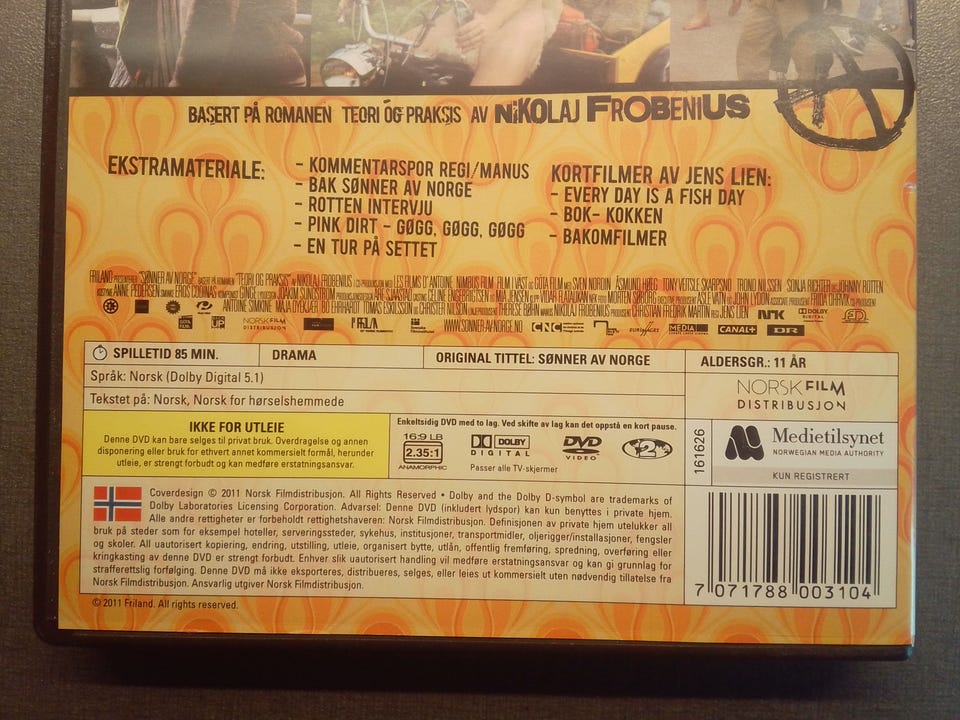 BASERT PÅ ROMANEN TEORI OG PRAKSIS AV NIKOLAJ FROBENIUS
EKSTRAMATERIALE:
- KOMMENTARSPOR REGI/MANUS
- BAK SØNNER AV NORGE
- ROTTEN INTERVJU
- PINK DIRT - GØGG, GØGG, GØGG
- EN TUR PÅ SETTET
KORTFILMER AV JENS LIEN:
- EVERY DAY IS A FISH DAY
- BOK- KOKKEN
- BAKOMFILMER
WWW.SONNER-AV-NORGE.NO
CNC
MEDIA
CANAL+
DR
NRK
DOLBY
DIGITAL
SPILLETID 85 MIN.
DRAMA
ORIGINAL TITTEL: SØNNER AV NORGE
ALDERSGR.: 11 ÅR
Språk: Norsk (Dolby Digital 5.1)
Tekstet på: Norsk, Norsk for hørselshemmede
NORSK FILM
DISTRIBUSJON
IKKE FOR UTLEIE
Denne DVD kan bare selges til privat bruk. Overdragelse og annen
disponering eller bruk for ethvert annet kommersielt formål, herunder
utleie, er strengt forbudt og kan medføre erstatningsansvar.
Enkeltsidig DVD med to lag. Ved skifte av lag kan det oppstå en kort pause.
16:9 LB
2.35:1
ANAMORPHIC
DOLBY
DIGITAL
Passer alle TV-skjermer
DVD
VIDEO
2
161626
Medietilsynet
NORWEGIAN MEDIA AUTHORITY
KUN REGISTRERT
Coverdesign © 2011 Norsk Filmdistribusjon. All Rights Reserved • Dolby and the Dolby D-symbol are trademarks of
Dolby Laboratories Licensing Corporation. Advarsel: Denne DVD (inkludert lydspor) kan kun benyttes i private hjem.
Alle andre rettigheter er forbeholdt rettighetshaveren: Norsk Filmdistribusjon. Definisjonen av private hjem utelukker all
bruk på steder som for eksempel hoteller, serveringssteder, sykehus, institusjoner, transportmidler, oljerigger/installasjoner, fengsler
og skoler. All uautorisert kopiering, endring, utstilling, utleie, organisert bytte, utlån, offentlig fremføring, spredning, overføring eller
kringkasting av denne DVD er strengt forbudt. Enhver slik uautorisert handling vil medføre erstatningsansvar og kan gi grunnlag for
strafferettslig forfølging. Denne DVD må ikke eksporteres, distribueres, selges, eller leies ut kommersielt uten nødvendig tillatelse fra
Norsk Filmdistribusjon. Ansvarlig utgiver Norsk Filmdistribusjon.
7 071788 003104
© 2011 Friland. All rights reserved.